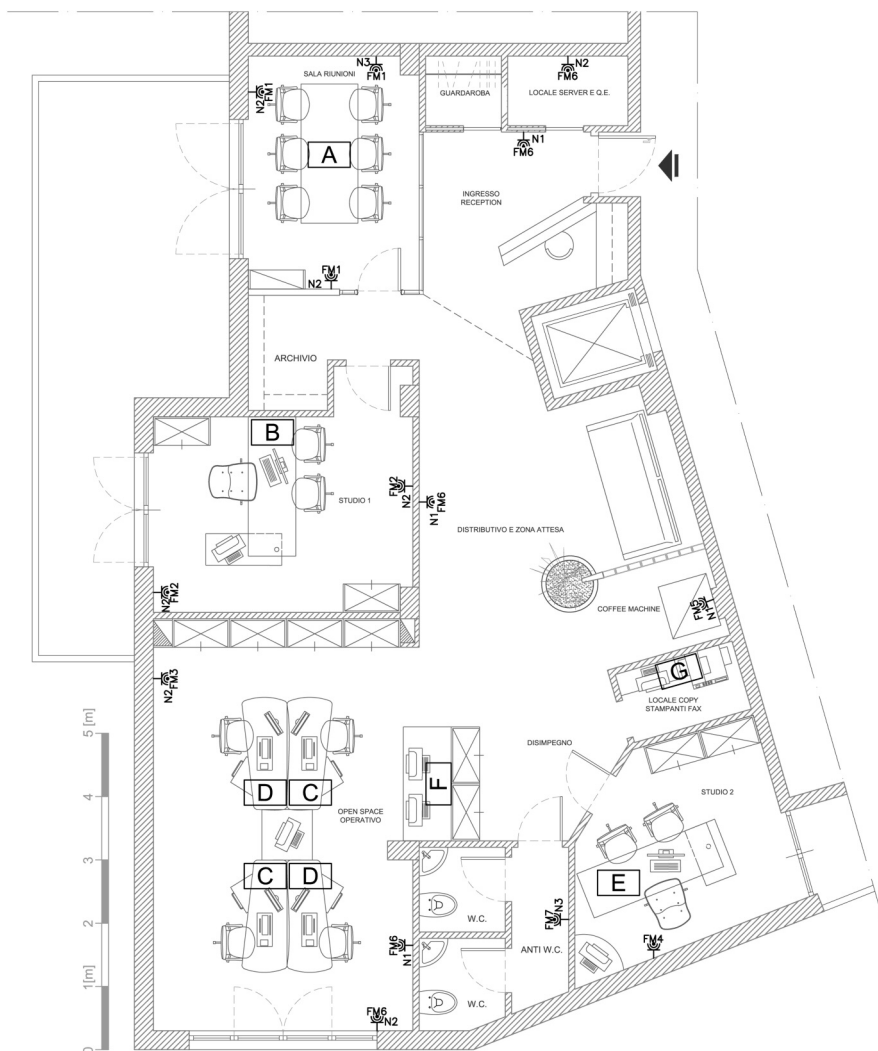 SALA RIUNIONI
N3
FM1
N2
FM6
N2
FM1
GUARDAROBA
LOCALE SERVER E Q.E.
A
N1
FM6
INGRESSO
RECEPTION
FM1
N2
ARCHIVIO
B
STUDIO 1
FM2
N2
N1
FM6
DISTRIBUTIVO E ZONA ATTESA
N2
FM2
COFFEE MACHINE
FM5
N1
N2
FM3
G
LOCALE COPY
STAMPANTI FAX
5 [m]
4
3
2
1[m]
0
DISIMPEGNO
D
C
F
OPEN SPACE
OPERATIVO
STUDIO 2
C
D
E
W.C.
FM7
N3
FM6
N1
ANTI W.C.
FM4
W.C.
FM6
N2